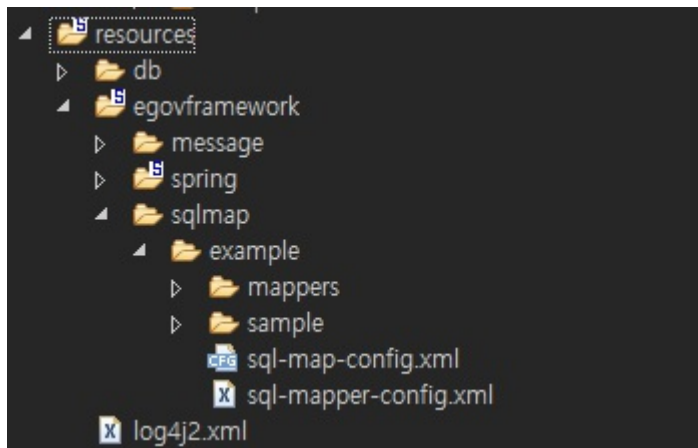 resources
db
egovframework
message
spring
sqlmap
example
mappers
sample
sql-map-config.xml
sql-mapper-config.xml
log4j2.xml